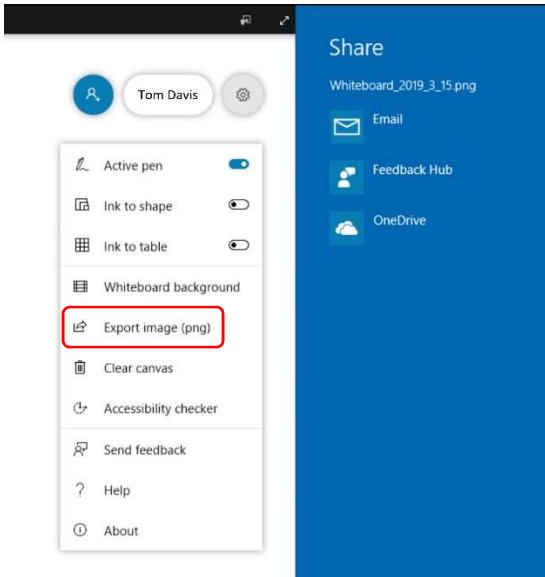 Tom Davis
Active pen
Ink to shape
Ink to table
Whiteboard background
Export image (png)
Clear canvas
Accessibility checker
Send feedback
? Help
About
Share
Whiteboard_2019_3_15.png
Email
Feedback Hub
OneDrive